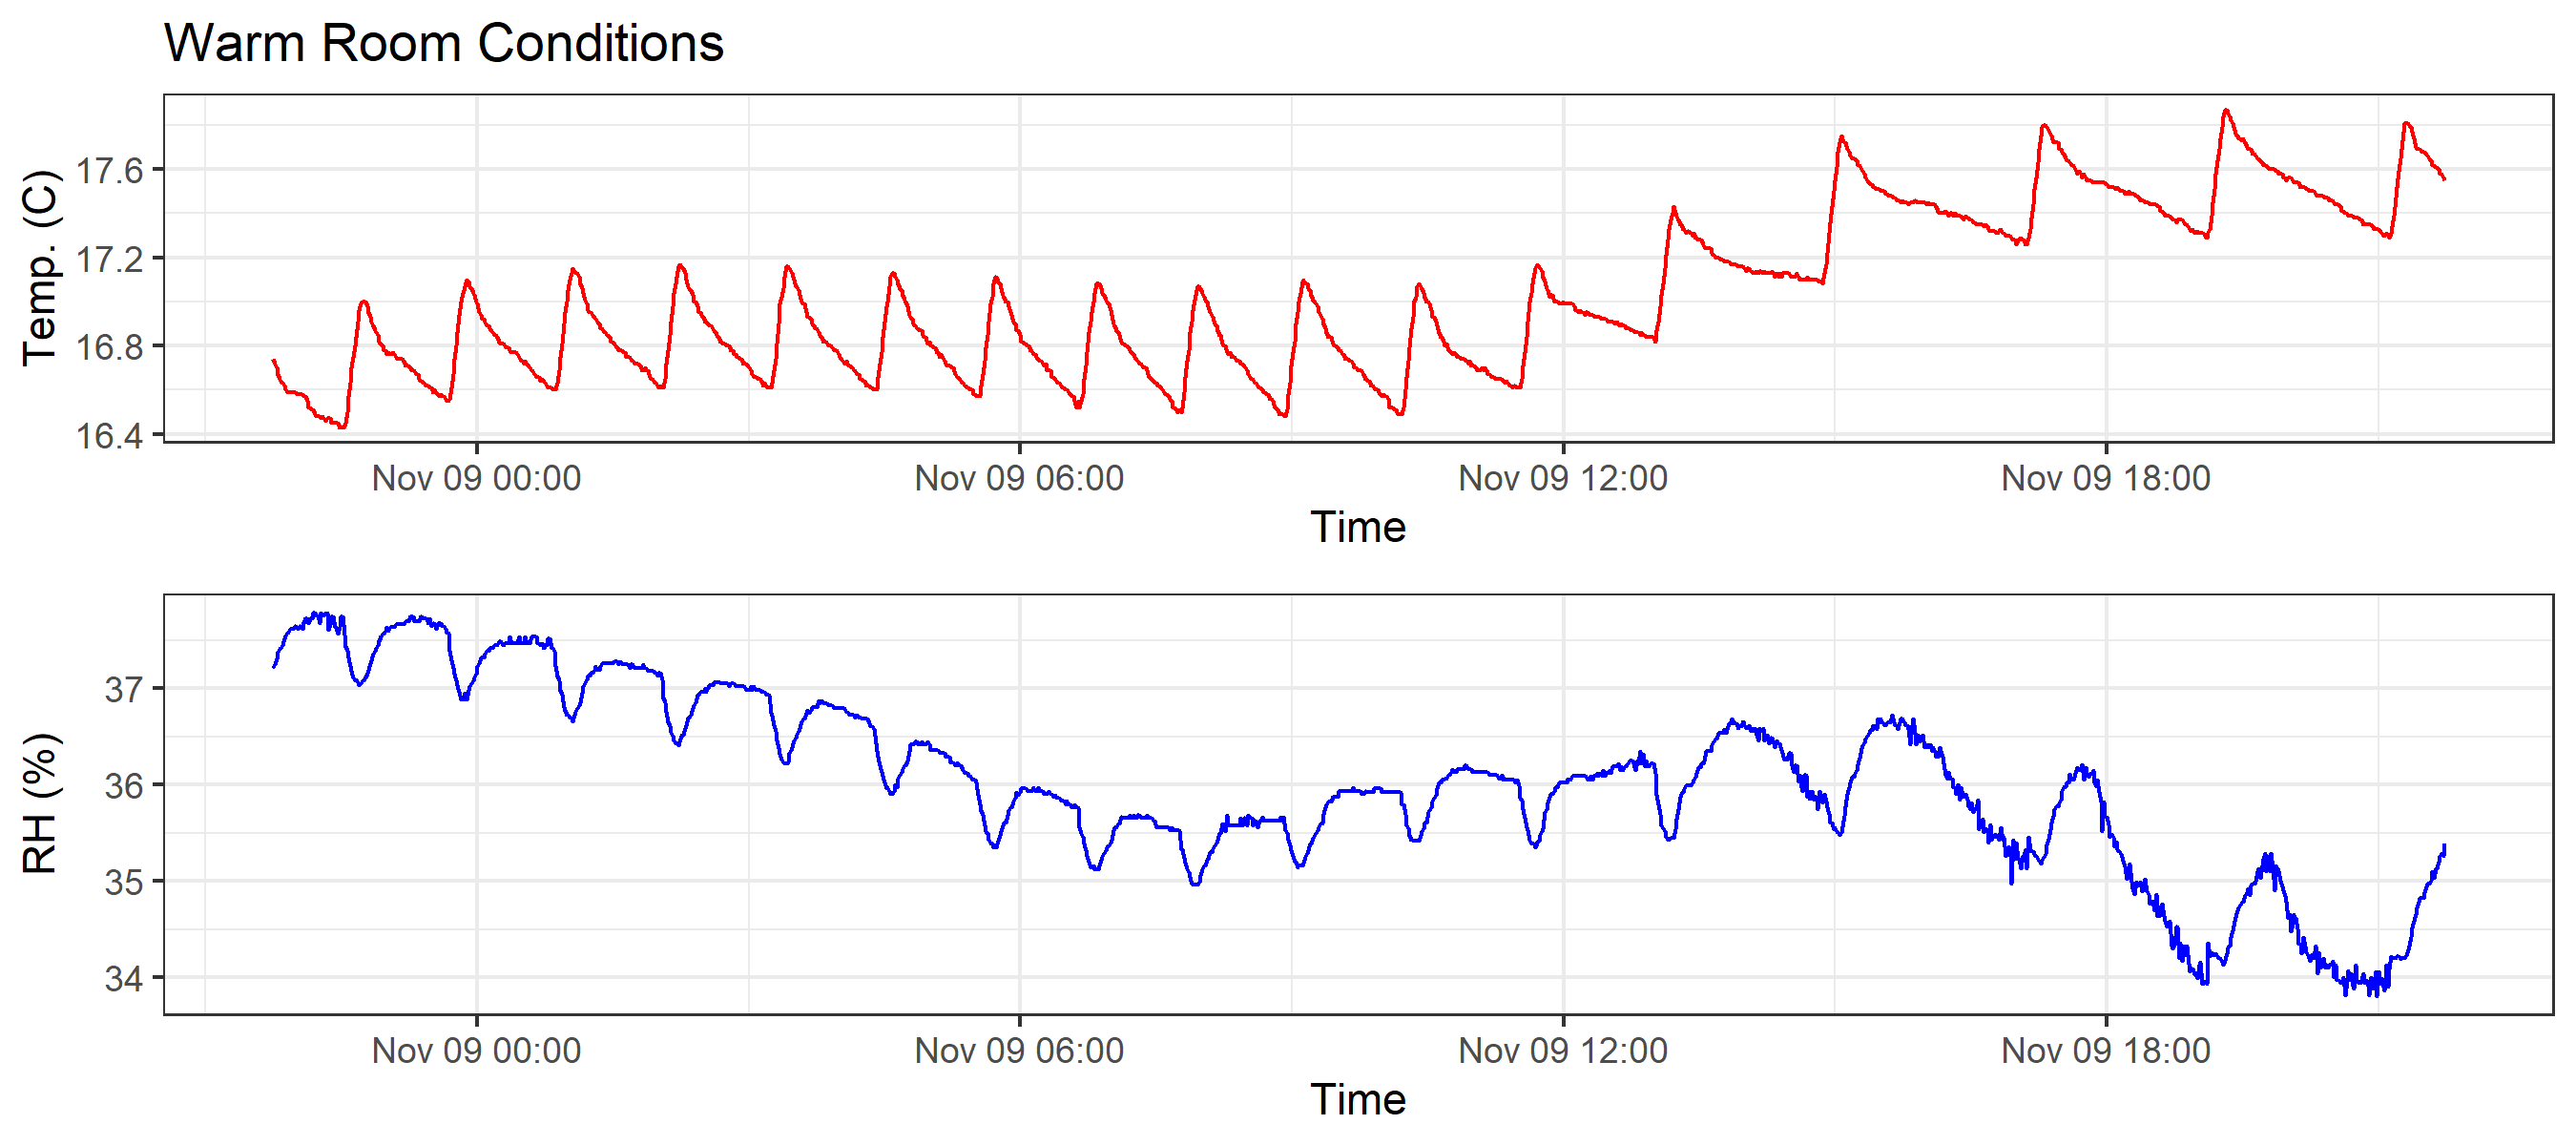 Warm Room Conditions
Temp. (C)
17.6
17.2
16.8
16.4
Nov 09 00:00 Nov 09 06:00 Nov 09 12:00 Nov 09 18:00
Time
RH (%)
37
36
35
34
Nov 09 00:00 Nov 09 06:00 Nov 09 12:00 Nov 09 18:00
Time